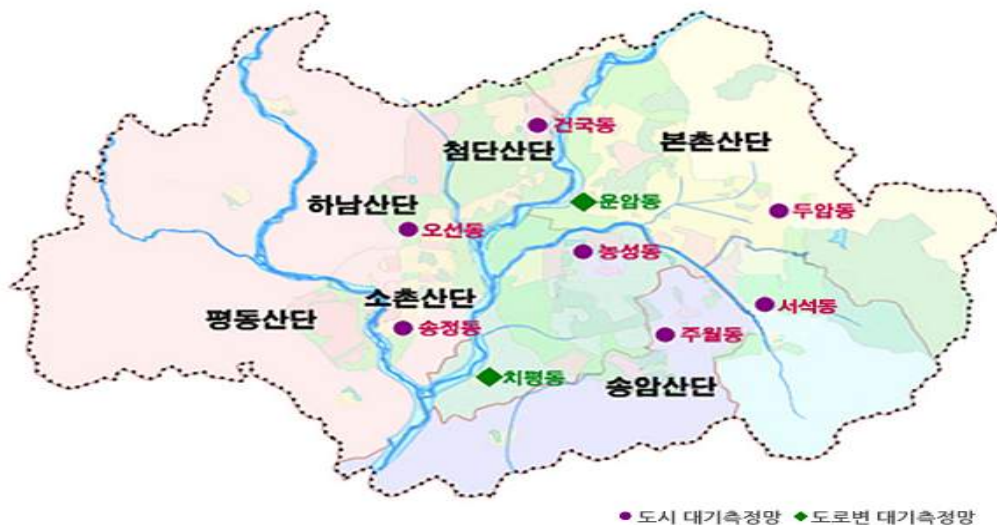 건국동
첨단산단
본촌산단
하남산단
운암동
두암동
오선동
농성동
소촌산단
평동산단
서석동
송정동
주월동
치평동
송암산단
도시 대기측정망 도로변 대기측정망